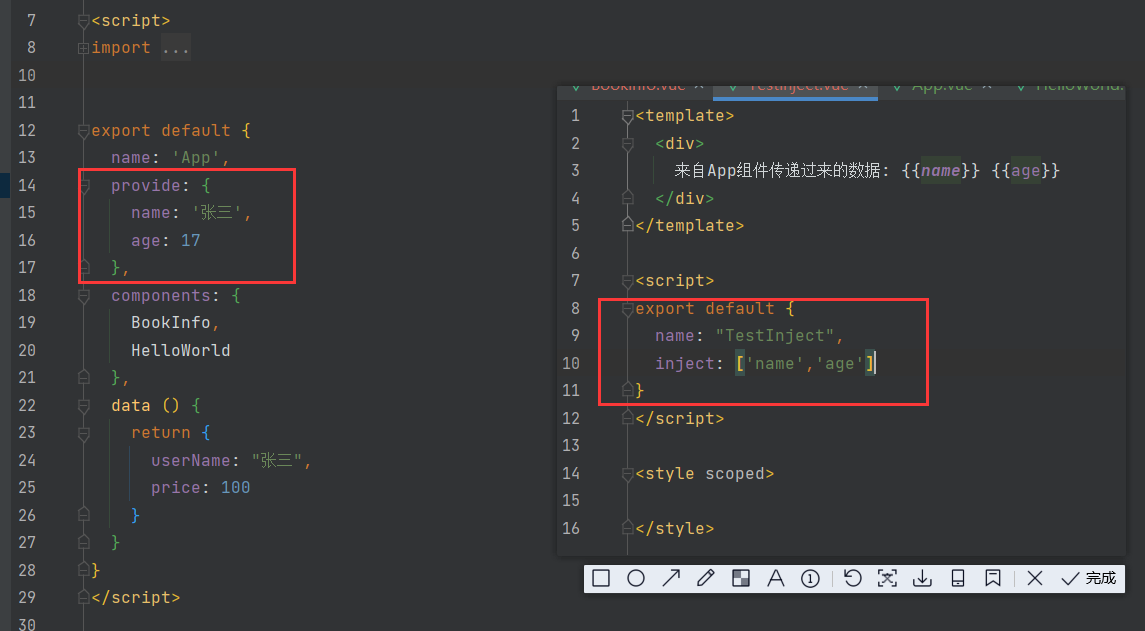 7 <script>
8 import ...
10
11
12 export default {
13 name: 'App',
14 provide: {
15 name: '张三',
16 age: 17
17 },
18 components: {
19 BookInfo,
20 HelloWorld
21 },
22 data () {
23 return {
24 userName: "张三",
25 price: 100
26 }
27 }
28 }
29 </script>
30
BookInfo.vue TestInject.vue App.vue HelloWorld.
1 <template>
2 <div>
3 来自App组件传递过来的数据: {{name}} {{age}}
4 </div>
5 </template>
6
7 <script>
8 export default {
9 name: "TestInject",
10 inject: ['name','age']
11 }
12 </script>
13
14 <style scoped>
15
16 </style>
完成